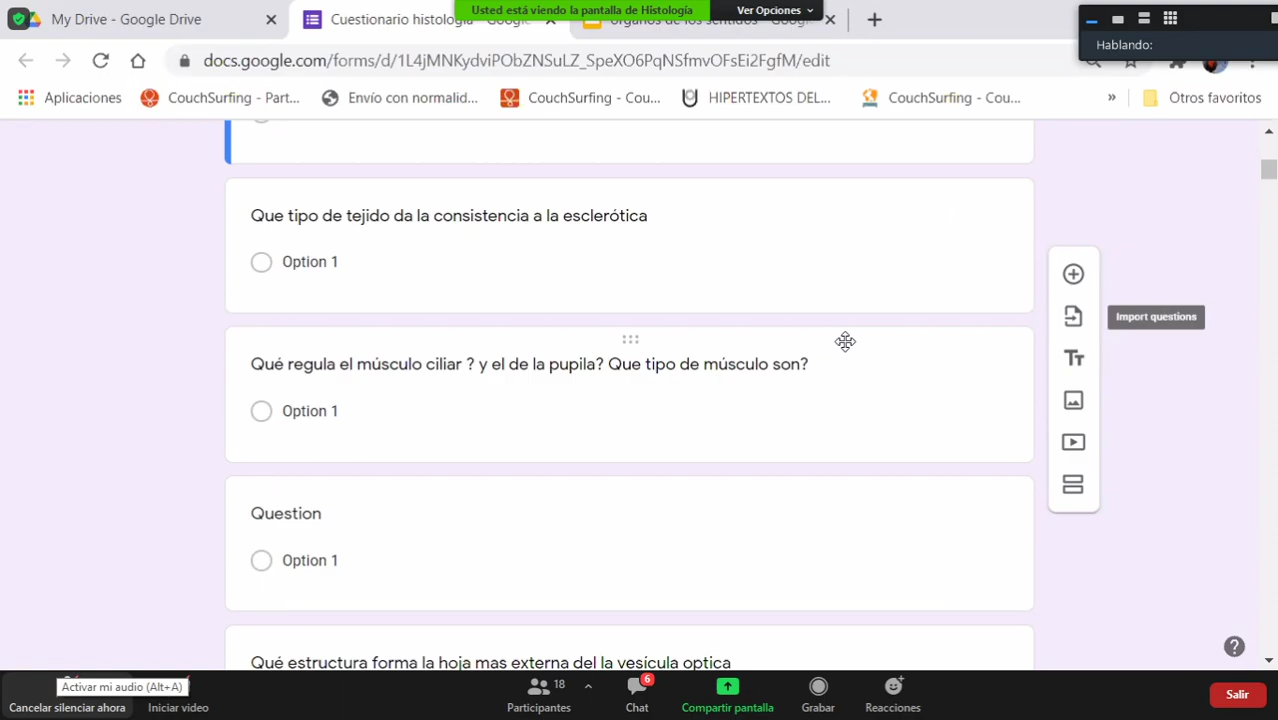 My Drive - Google Drive
Cuestionario histología - Google
Usted está viendo la pantalla de Histología
Ver Opciones
Hablando:
docs.google.com/forms/d/1L4jMNKydviPObZNSuLZ_SpeXO6PqNSfmvOFsEi2FgfM/edit
Aplicaciones
CouchSurfing - Part...
Envío con normalid...
CouchSurfing - Cou...
HIPERTEXTOS DEL...
CouchSurfing - Cou...
»
Otros favoritos
Que tipo de tejido da la consistencia a la esclerótica
Option 1
Import questions
Qué regula el músculo ciliar ? y el de la pupila? Que tipo de músculo son?
Option 1
Question
Option 1
Qué estructura forma la hoja mas externa del la vesícula optica
Activar mi audio (Alt+A)
Cancelar silenciar ahora
Iniciar video
18
Participantes
6
Chat
Compartir pantalla
Grabar
Reacciones
Salir